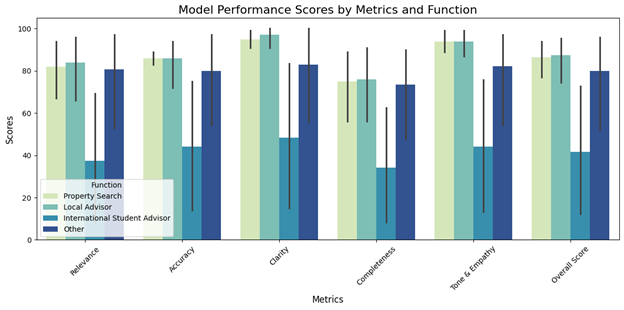 Model Performance Scores by Metrics and Function
100
80
60
40
20
0
Scores
Function
Property Search
Local Advisor
International Student Advisor
Other
Relevance
Accuracy
Clarity
Completeness
Tone & Empathy
Overall Score
Metrics